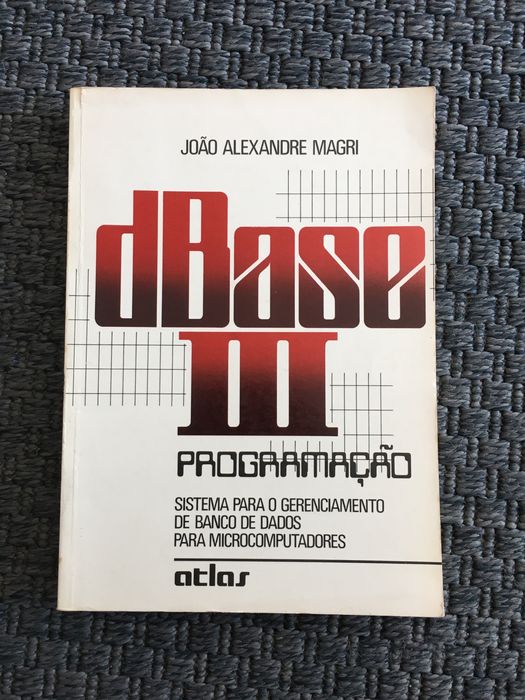 JOÃO ALEXANDRE MAGRI
dBase
III
PROGRAMAÇÃO
SISTEMA PARA O GERENCIAMENTO
DE BANCO DE DADOS
PARA MICROCOMPUTADORES
atlas